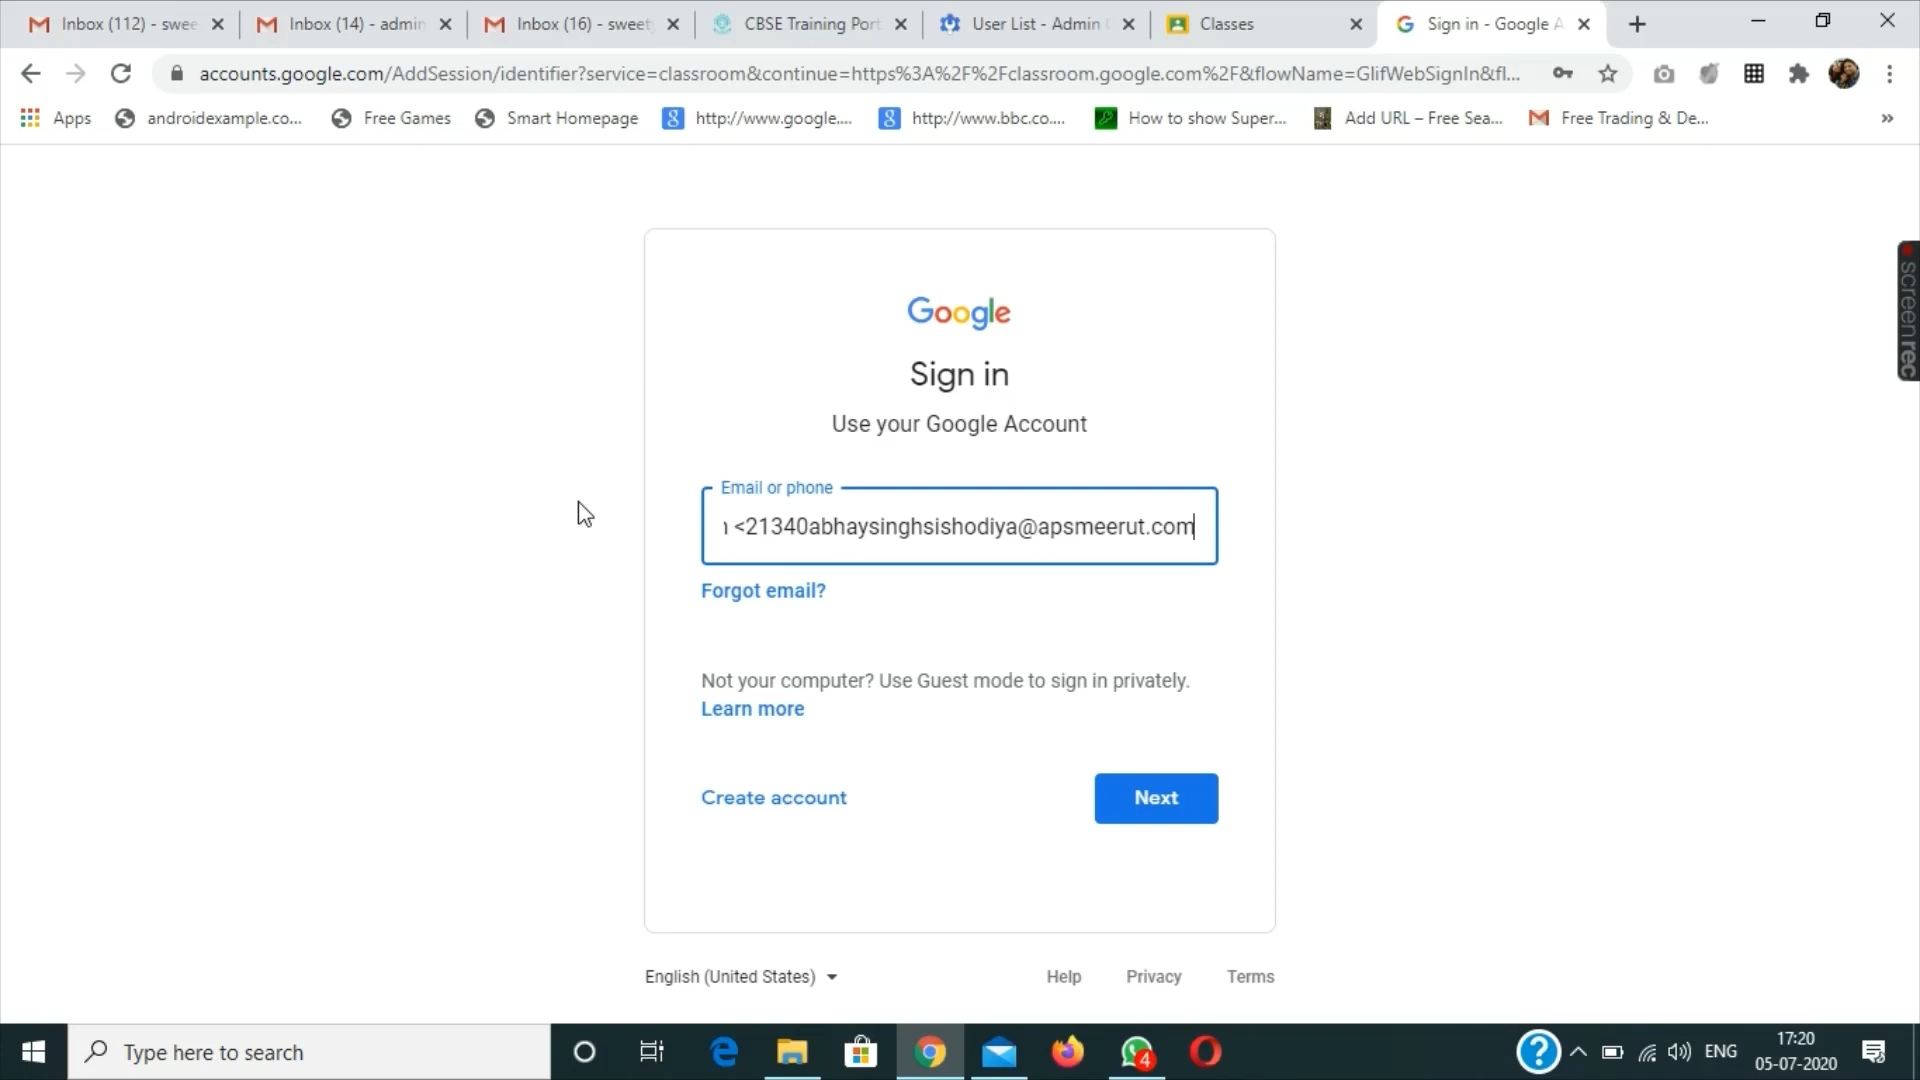 Inbox (112) - swee
Inbox (14) - admin
Inbox (16) - sweet
CBSE Training Port
User List - Admin
Classes
Sign in - Google A
accounts.google.com/AddSession/identifier?service=classroom&continue=https%3A%2F%2Fclassroom.google.com%2F&flowName=GlifWebSignIn&fl...
Apps
androidexample.co...
Free Games
Smart Homepage
http://www.google....
http://www.bbc.co....
How to show Super...
Add URL – Free Sea...
Free Trading & De...
»
screenrec
Google
Sign in
Use your Google Account
Email or phone
<21340abhaysinghsishodiya@apsmeerut.com
Forgot email?
Not your computer? Use Guest mode to sign in privately.
Learn more
Create account
Next
English (United States)
Help
Privacy
Terms
Type here to search
4
ENG
17:20
05-07-2020